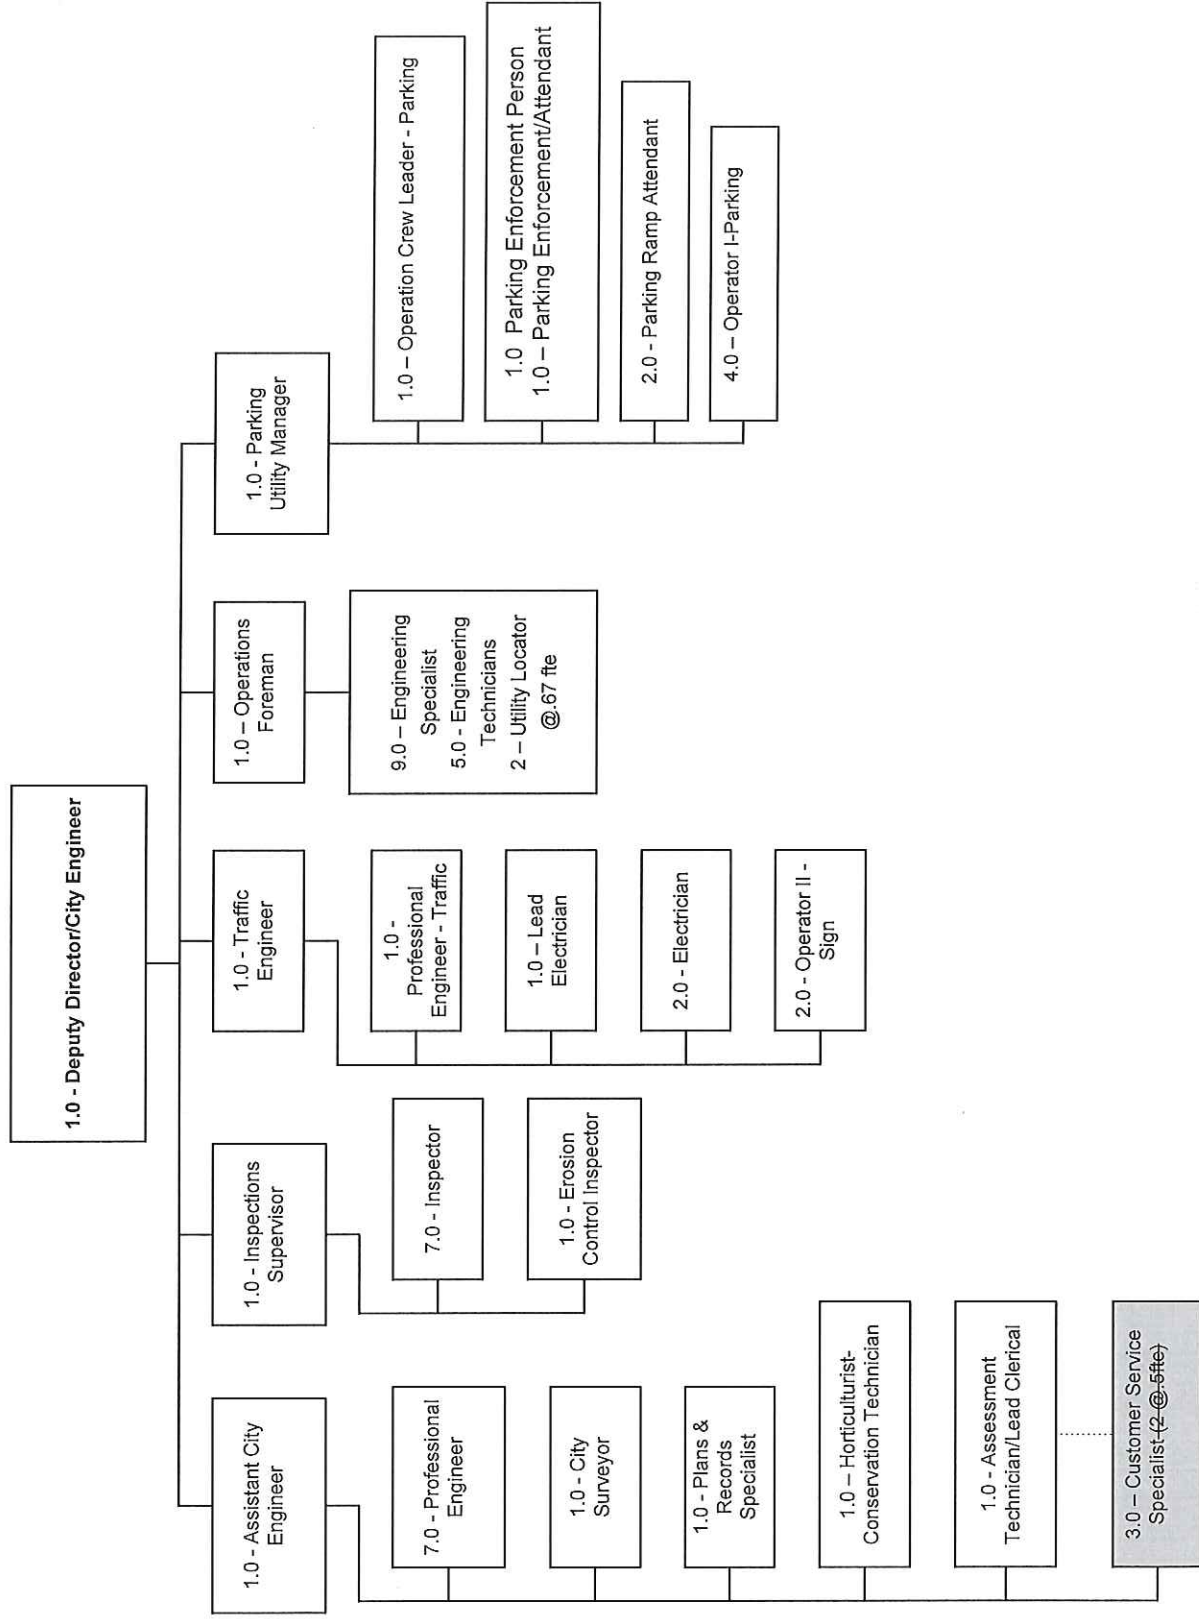 1.0 - Deputy Director/City Engineer
1.0 - Assistant City
Engineer
7.0 - Professional
Engineer
1.0 - City
Surveyor
1.0 - Plans &
Records
Specialist
1.0 – Horticulturist-
Conservation Technician
1.0 - Assessment
Technician/Lead Clerical
3.0 – Customer Service
Specialist (2 @.5fte)
1.0 - Inspections
Supervisor
7.0 - Inspector
1.0 - Erosion
Control Inspector
1.0 - Traffic
Engineer
1.0 -
Professional
Engineer - Traffic
1.0 – Lead
Electrician
2.0 - Electrician
2.0 - Operator II -
Sign
1.0 – Operations
Foreman
9.0 – Engineering
Specialist
5.0 - Engineering
Technicians
2 – Utility Locator
@.67 fte
1.0 - Parking
Utility Manager
1.0 – Operation Crew Leader - Parking
1.0 Parking Enforcement Person
1.0 – Parking Enforcement/Attendant
2.0 - Parking Ramp Attendant
4.0 – Operator I-Parking